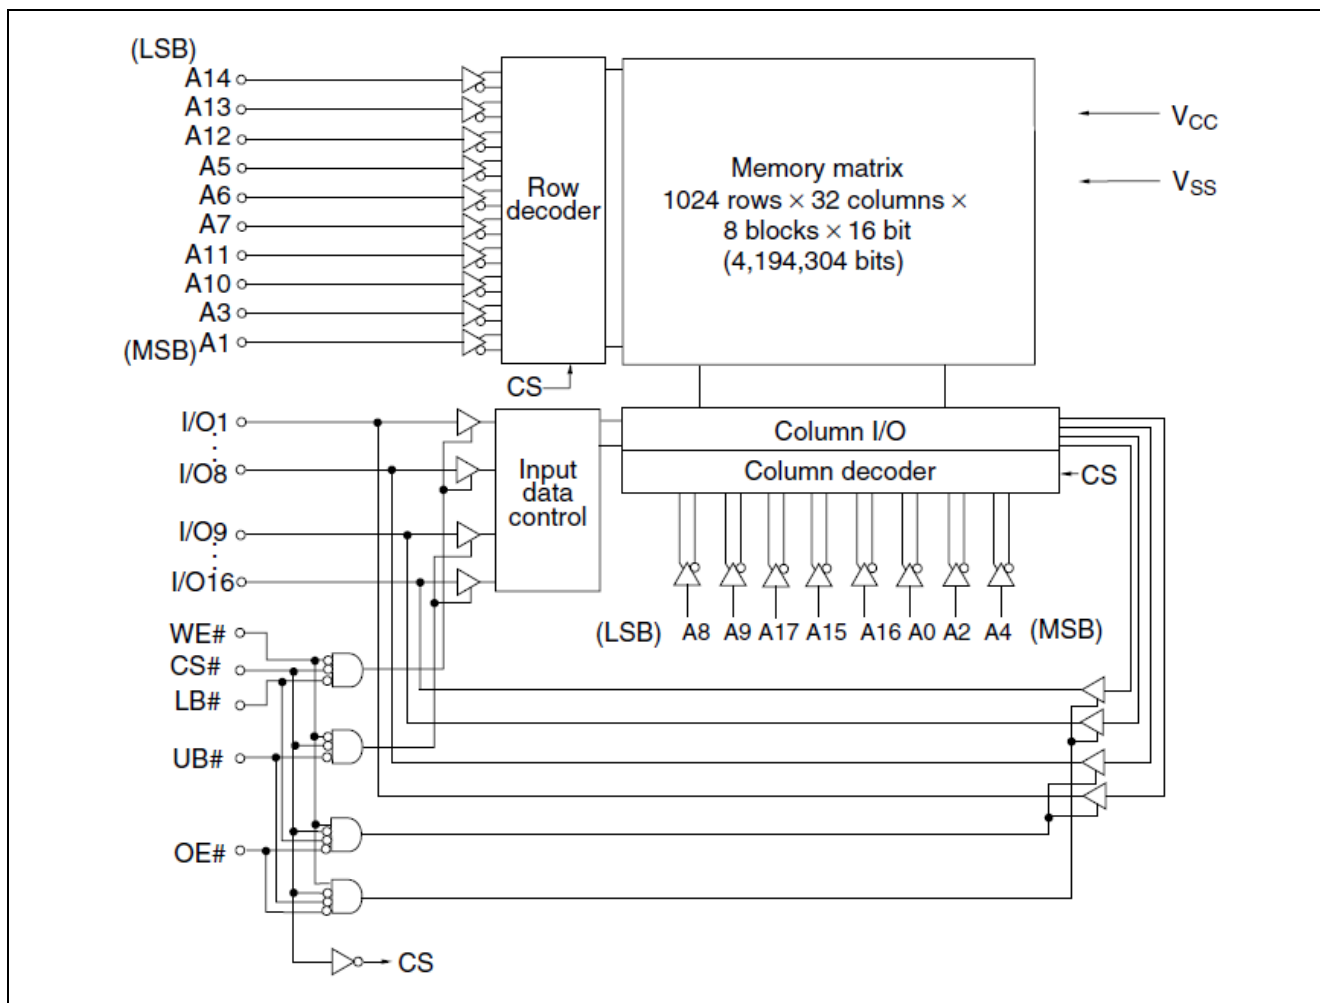 (LSB)
A14
A13
A12
A5
A6
A7
A11
A10
A3
(MSB) A1
Row
decoder
CS
Memory matrix
1024 rows × 32 columns ×
8 blocks × 16 bit
(4,194,304 bits)
VCC
VSS
I/O1
I/O8
I/O9
I/O16
Input
data
control
Column I/O
Column decoder
CS
(LSB) A8 A9 A17 A15 A16 A0 A2 A4 (MSB)
WE#
CS#
LB#
UB#
OE#
CS